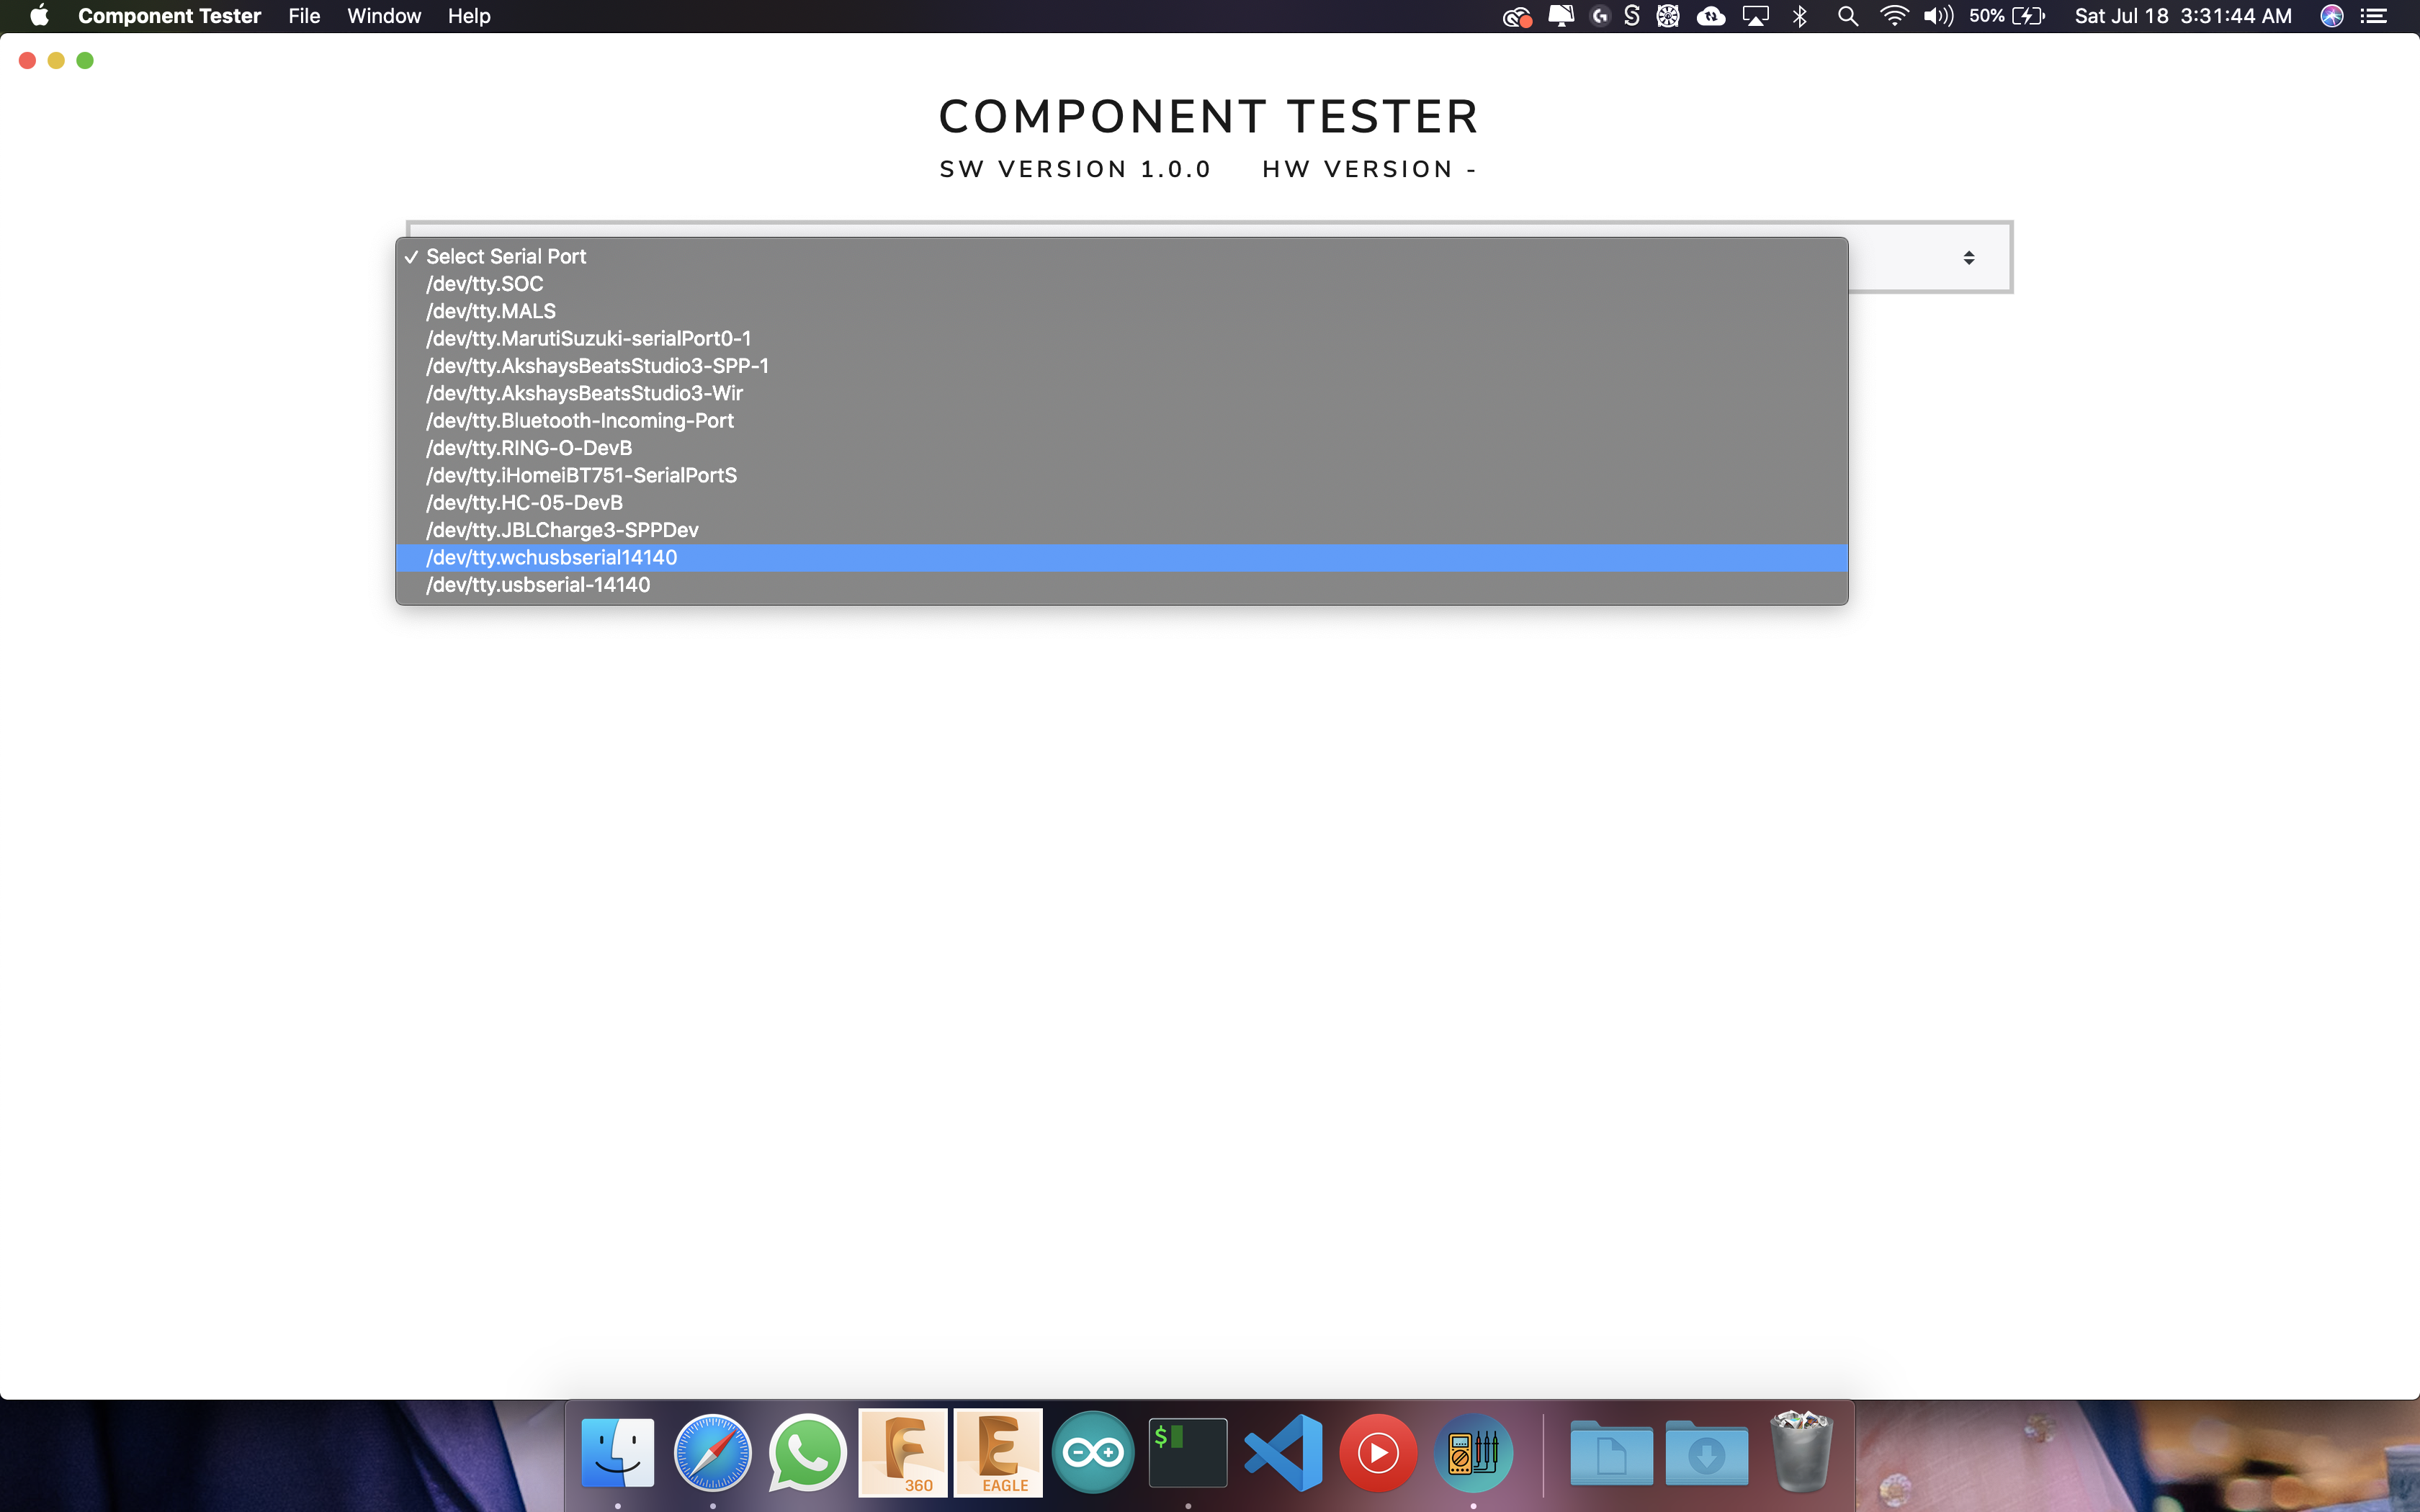 Component Tester File Window Help 50% Sat Jul 18 3:31:44 AM
COMPONENT TESTER
SW VERSION 1.0.0 HW VERSION -
✓ Select Serial Port
/dev/tty.SOC
/dev/tty.MALS
/dev/tty.MarutiSuzuki-serialPort0-1
/dev/tty.AkshaysBeatsStudio3-SPP-1
/dev/tty.AkshaysBeatsStudio3-Wir
/dev/tty.Bluetooth-Incoming-Port
/dev/tty.RING-O-DevB
/dev/tty.iHomeiBT751-SerialPortS
/dev/tty.HC-05-DevB
/dev/tty.JBLCharge3-SPPDev
/dev/tty.wchusbserial14140
/dev/tty.usbserial-14140
F 360 E EAGLE $